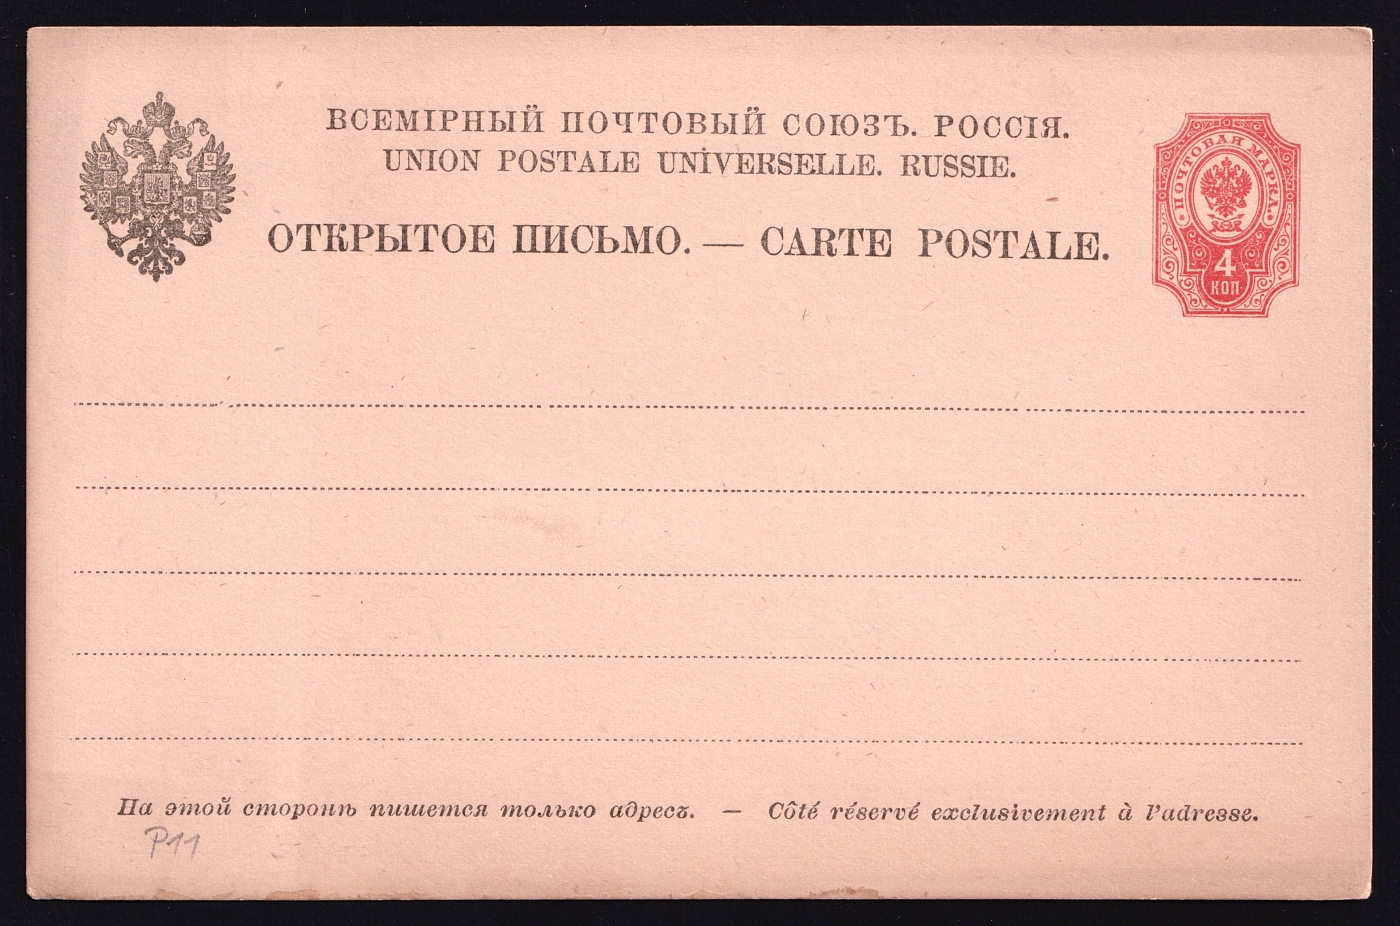 ВСЕМІРНЫЙ ПОЧТОВЫЙ СОЮЗЪ. РОССІЯ.
UNION POSTALE UNIVERSELLE. RUSSIE.
ОТКРЫТОЕ ПИСЬМО. — CARTE POSTALE.
ПОЧТОВАЯ МАРКА.
4
КОП
На этой сторонѣ пишется только адресъ. — Côté réservé exclusivement à l'adresse.
P11